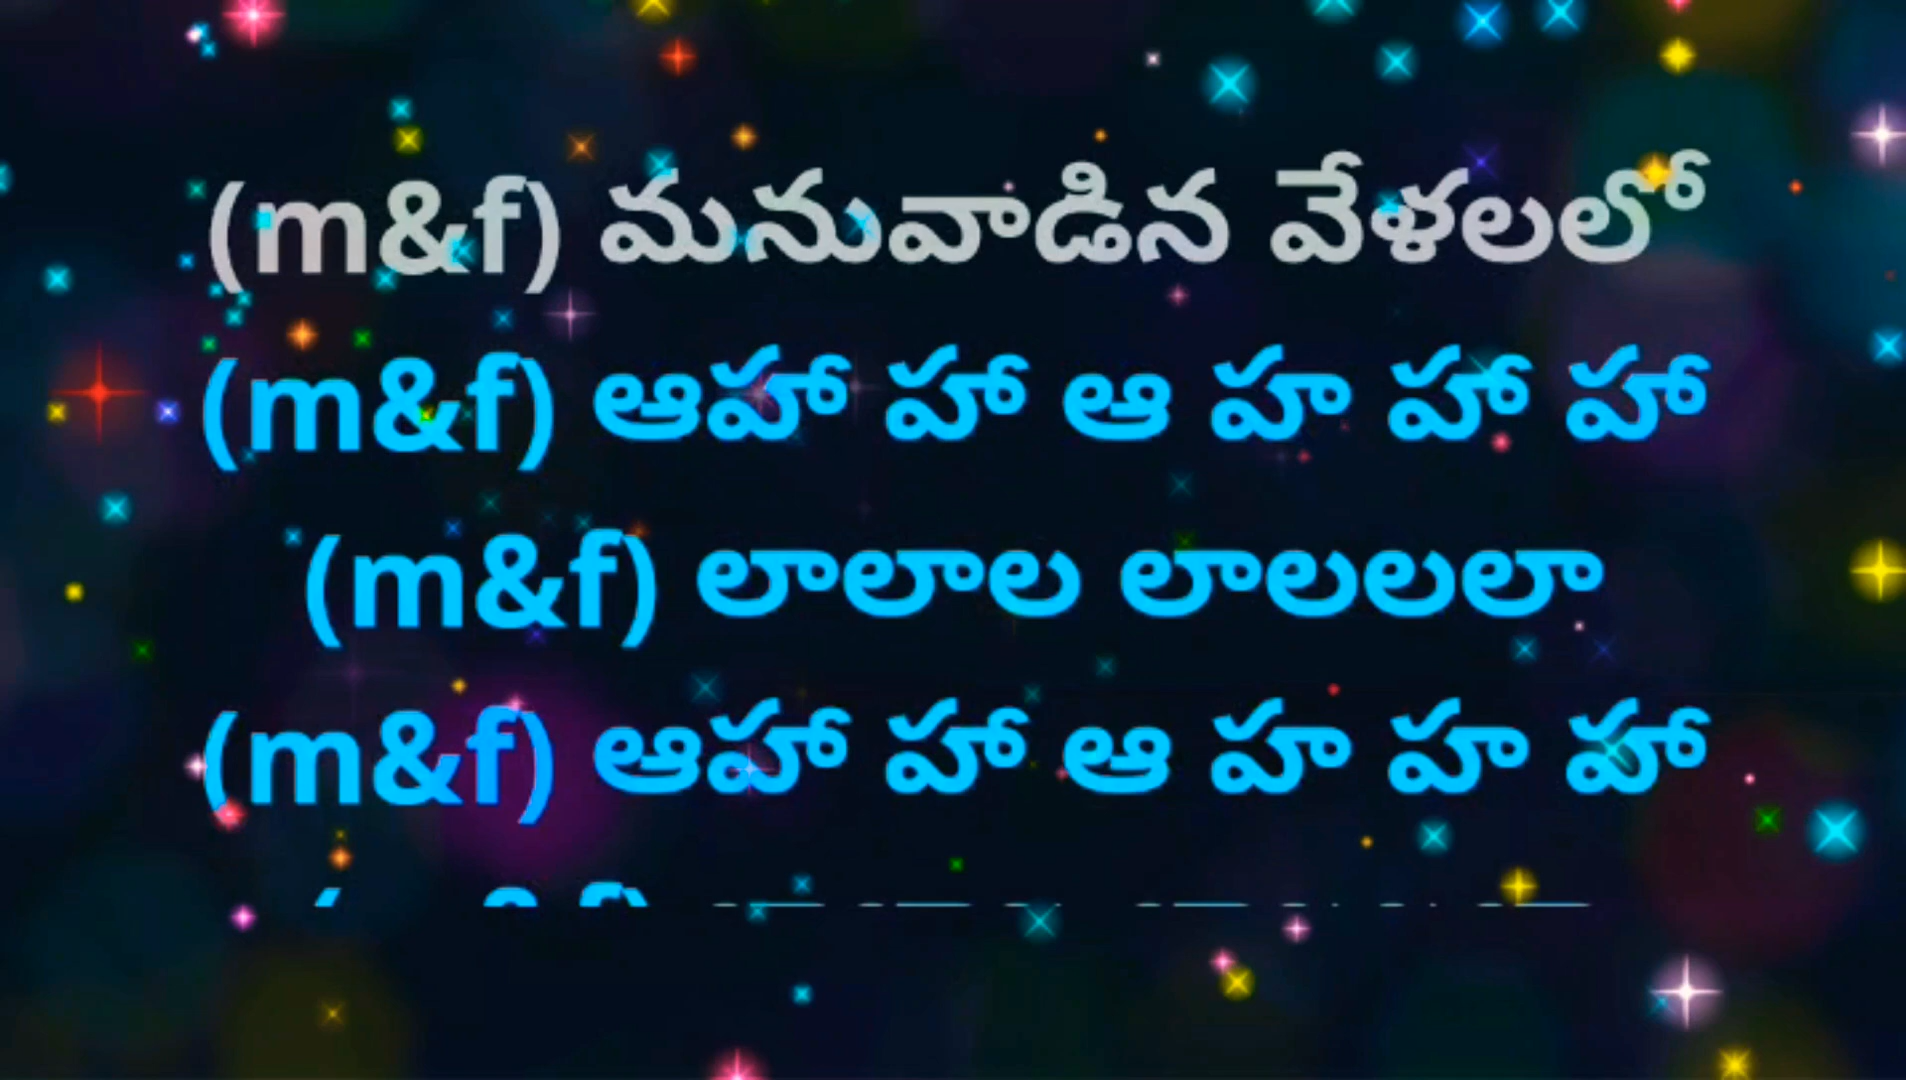 (m&f) మనువాడిన వేళలలో
(m&f) ఆహా హా ఆ హ హా హా
(m&f) లాలాల లాలలలా
(m&f) ఆహా హా ఆ హ హ హా